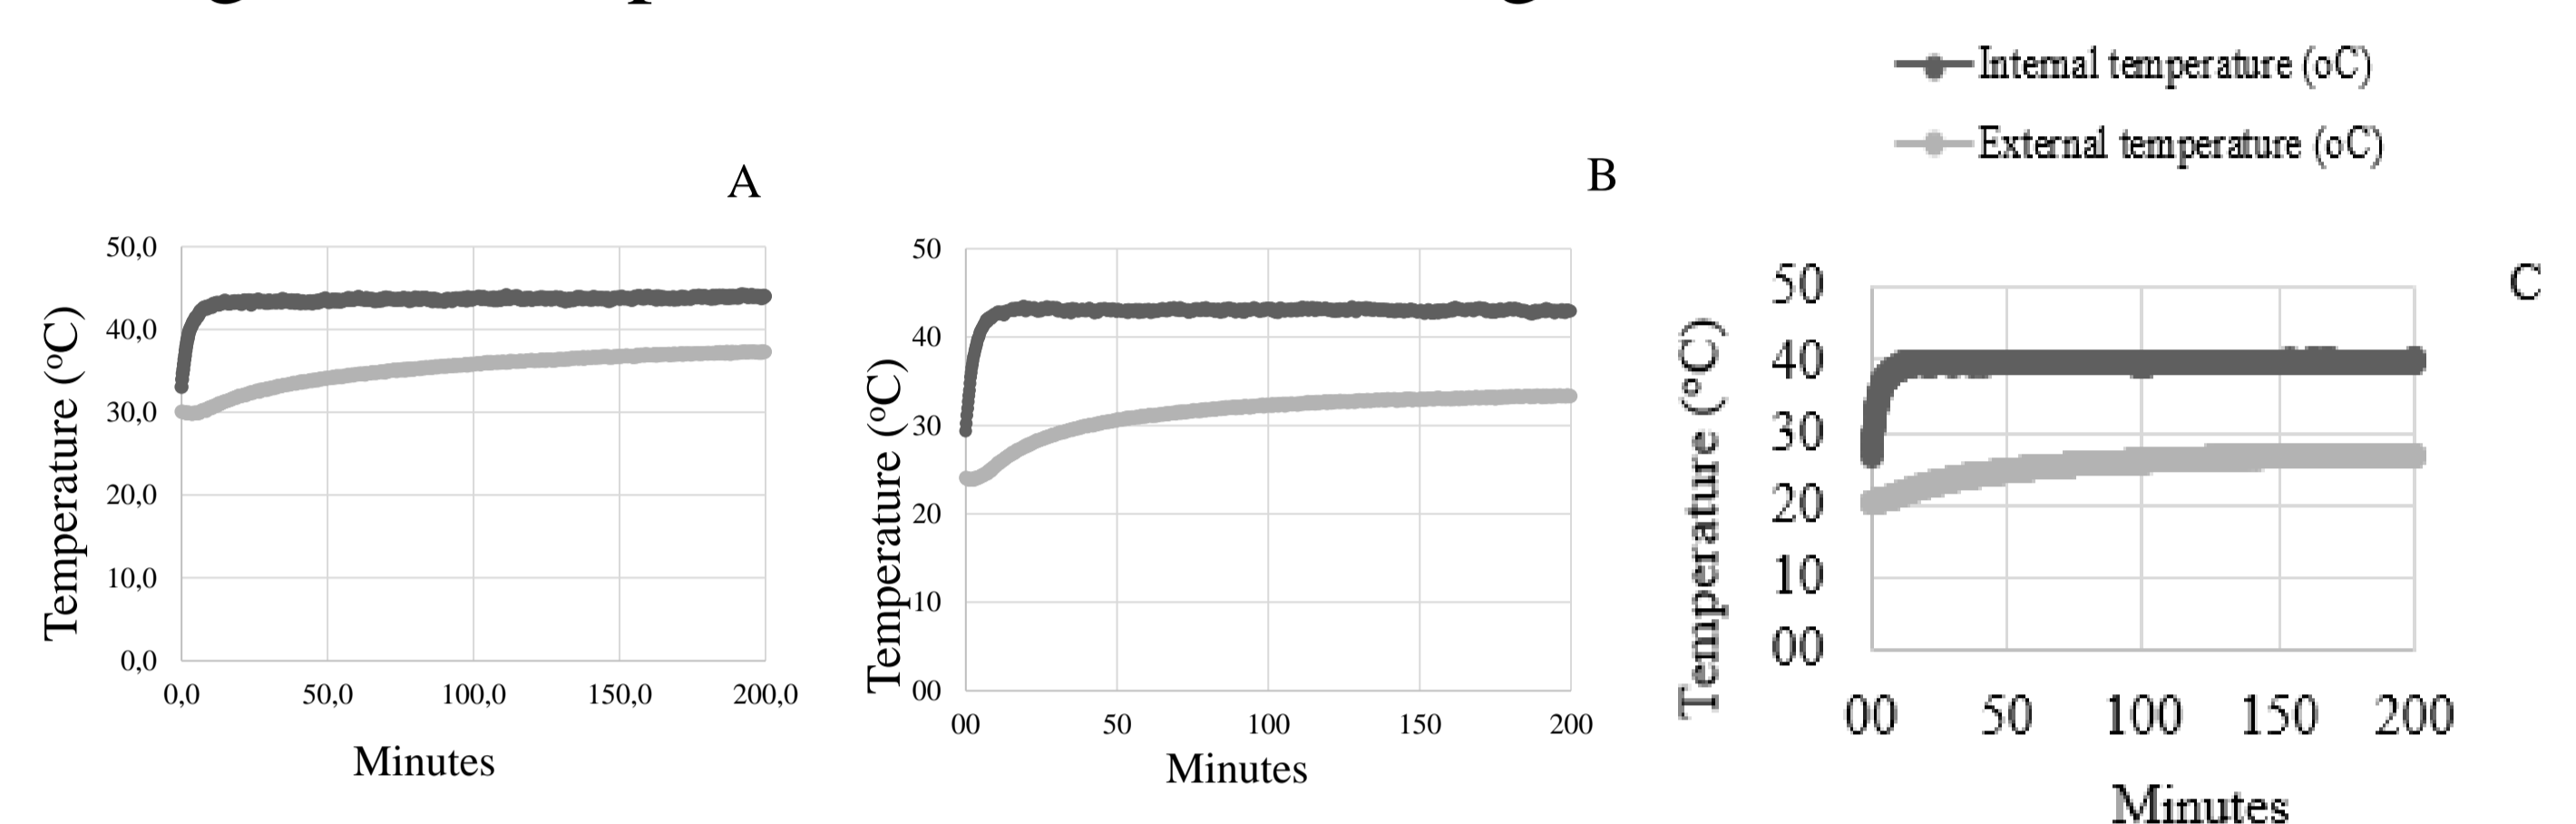 Internal temperature (oC)
External temperature (oC)
A
50,0
40,0
30,0
20,0
10,0
0,0
0,0 50,0 100,0 150,0 200,0
Temperature (ºC)
Minutes
B
50
40
30
20
10
00
00 50 100 150 200
Temperature (ºC)
Minutes
C
50
40
30
20
10
00
00 50 100 150 200
Temperature (ºC)
Minutes